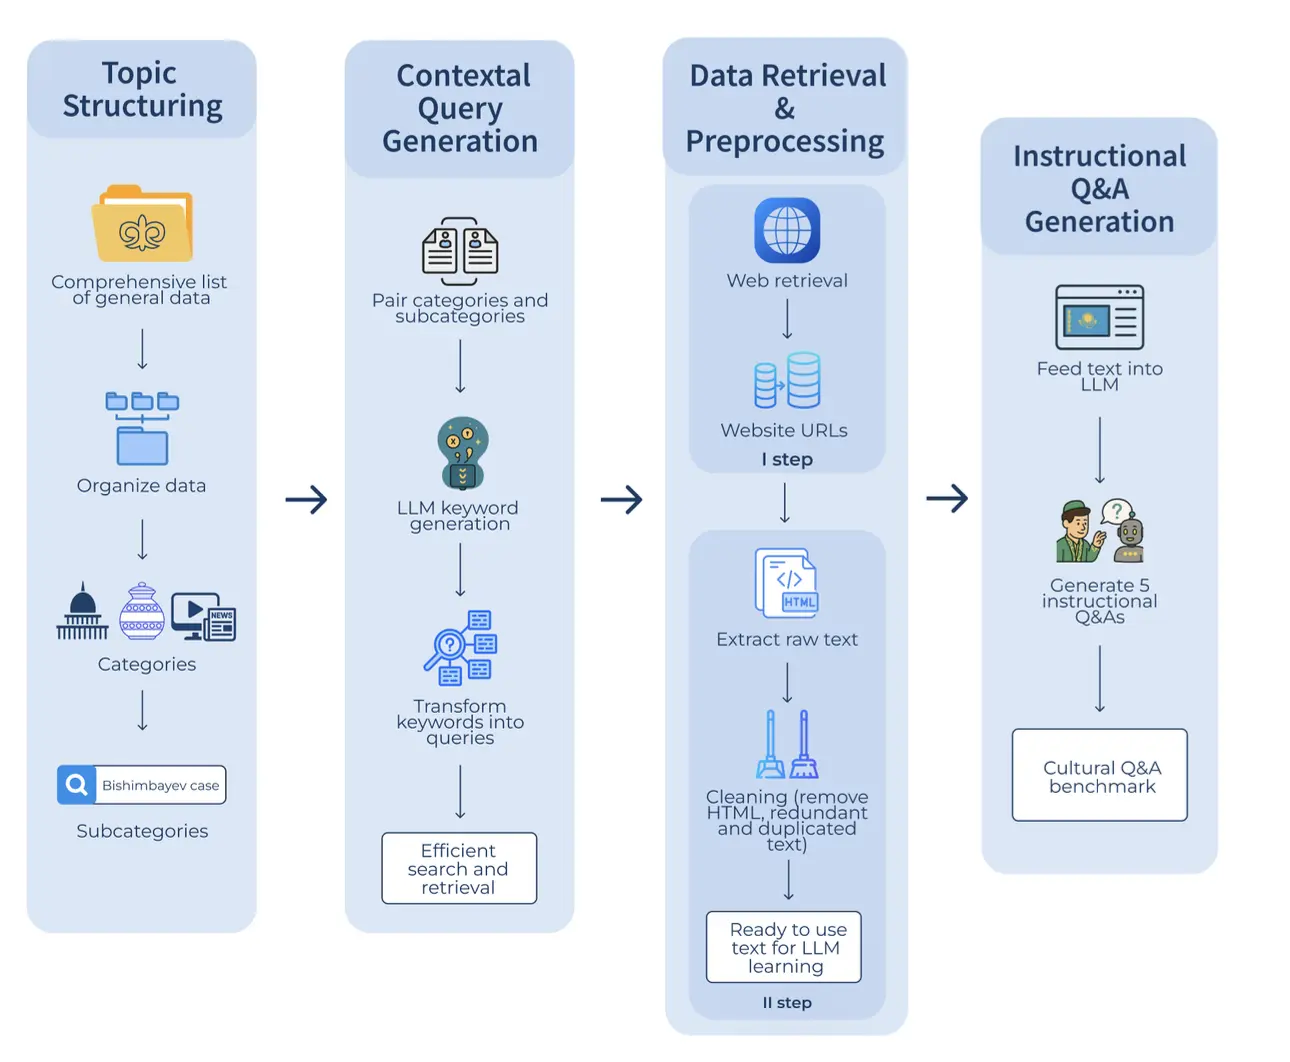 Topic
Structuring
Comprehensive list
of general data
Organize data
NEWS
Categories
Bishimbayev case
Subcategories
Contextal
Query
Generation
Pair categories and
subcategories
LLM keyword
generation
?
Transform
keywords into
queries
Efficient
search and
retrieval
Data Retrieval
&
Preprocessing
Web retrieval
Website URLs
I step
</>
HTML
Extract raw text
Cleaning (remove
HTML, redundant
and duplicated
text)
Ready to use
text for LLM
learning
II step
Instructional
Q&A
Generation
Feed text into
LLM
?
Generate 5
instructional
Q&As
Cultural Q&A
benchmark